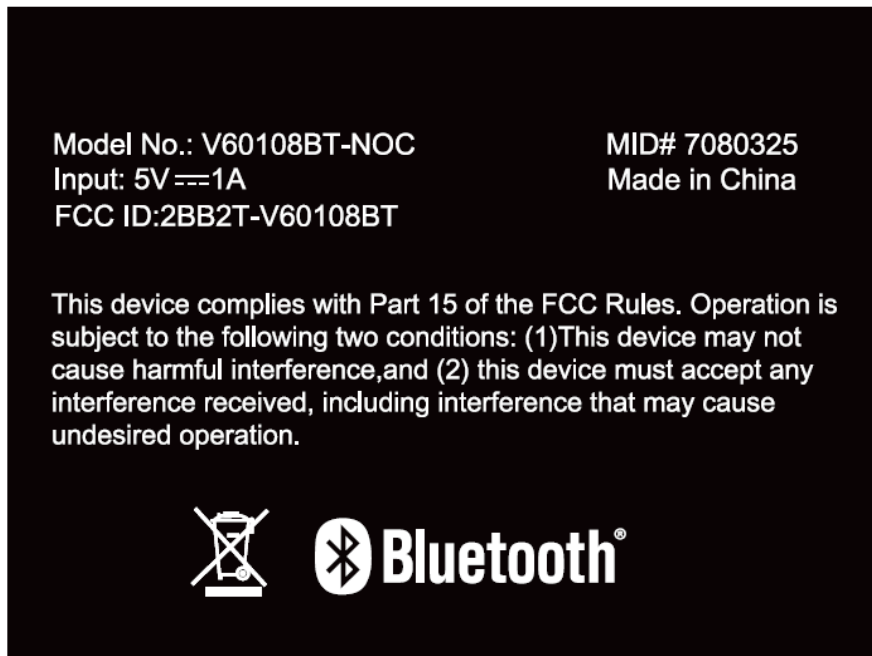 Model No.: V60108BT-NOC
MID# 7080325
Input: 5V⎓1A
Made in China
FCC ID:2BB2T-V60108BT
This device complies with Part 15 of the FCC Rules. Operation is
subject to the following two conditions: (1)This device may not
cause harmful interference,and (2) this device must accept any
interference received, including interference that may cause
undesired operation.
Bluetooth®